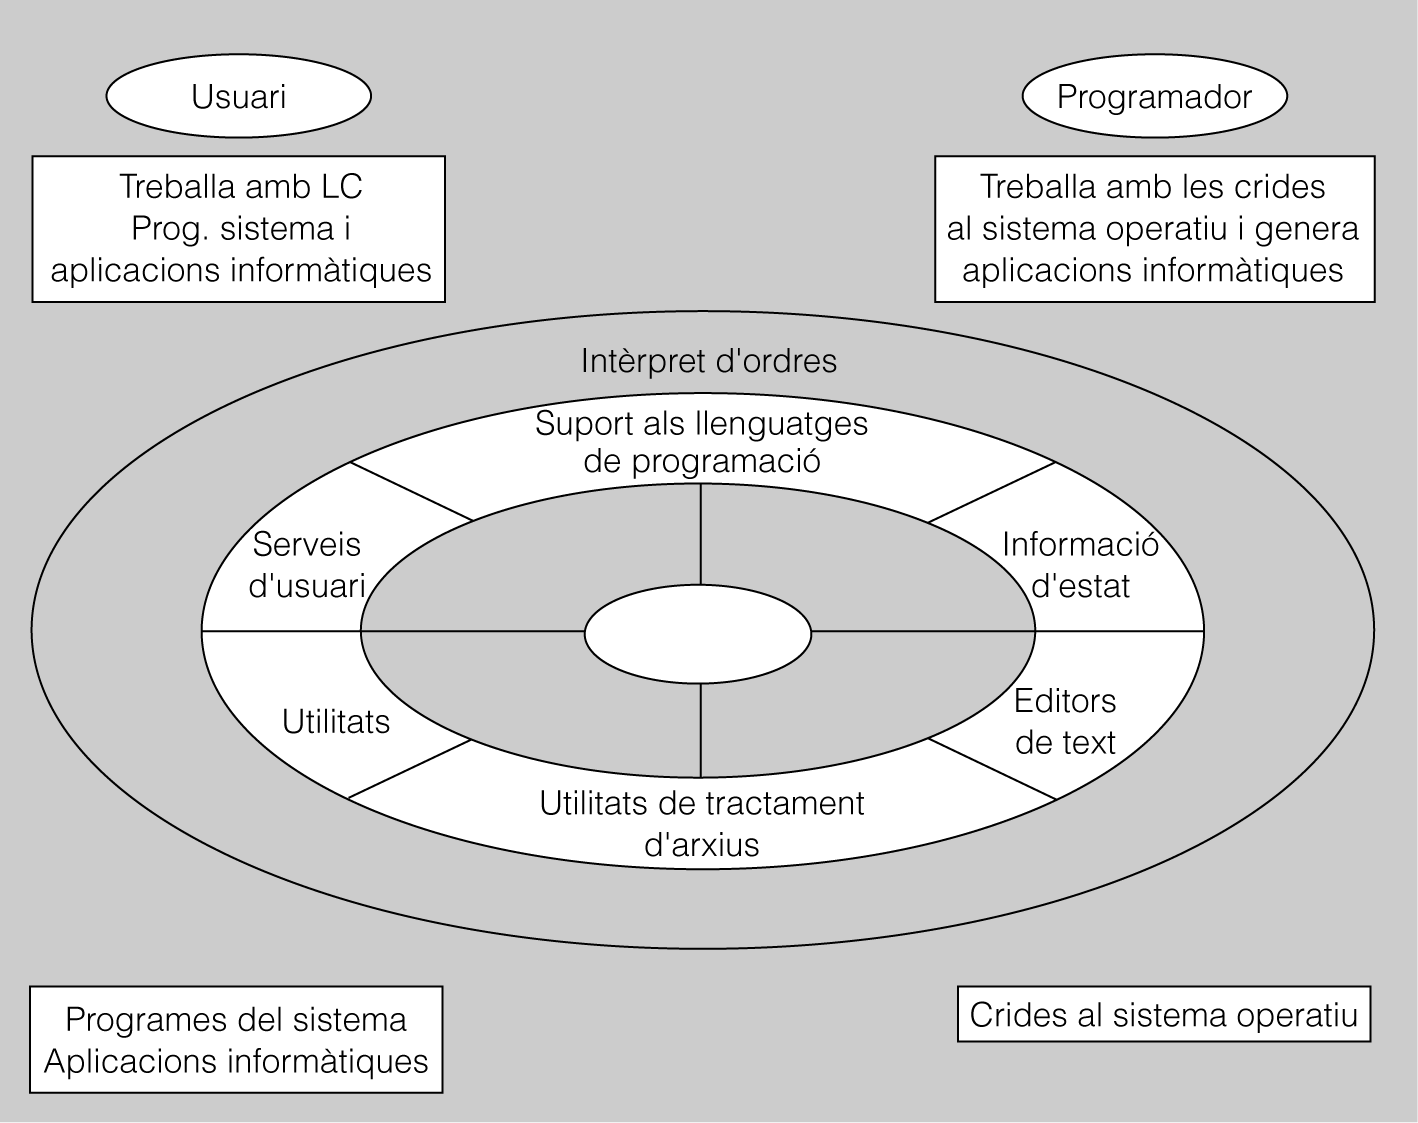 Usuari
Programador
Treballa amb LC
Prog. sistema i
aplicacions informàtiques
Treballa amb les crides
al sistema operatiu i genera
aplicacions informàtiques
Intèrpret d'ordres
Suport als llenguatges
de programació
Serveis
d'usuari
Informació
d'estat
Utilitats
Editors
de text
Utilitats de tractament
d'arxius
Programes del sistema
Aplicacions informàtiques
Crides al sistema operatiu